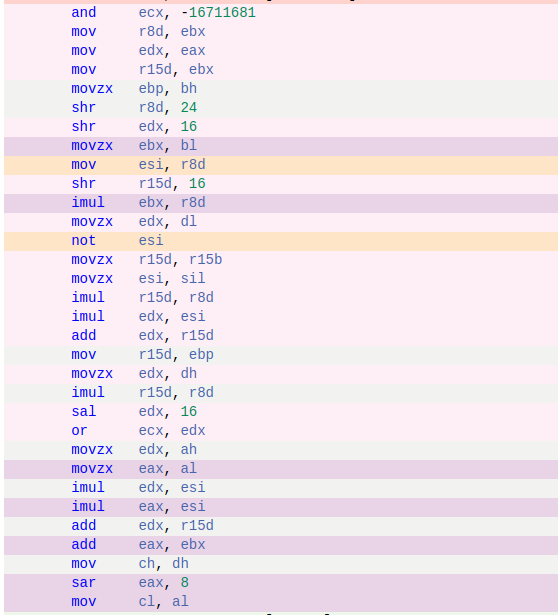 and ecx, -16711681
mov r8d, ebx
mov edx, eax
mov r15d, ebx
movzx ebp, bh
shr r8d, 24
shr edx, 16
movzx ebx, bl
mov esi, r8d
shr r15d, 16
imul ebx, r8d
movzx edx, dl
not esi
movzx r15d, r15b
movzx esi, sil
imul r15d, r8d
imul edx, esi
add edx, r15d
mov r15d, ebp
movzx edx, dh
imul r15d, r8d
sal edx, 16
or ecx, edx
movzx edx, ah
movzx eax, al
imul edx, esi
imul eax, esi
add edx, r15d
add eax, ebx
mov ch, dh
sar eax, 8
mov cl, al